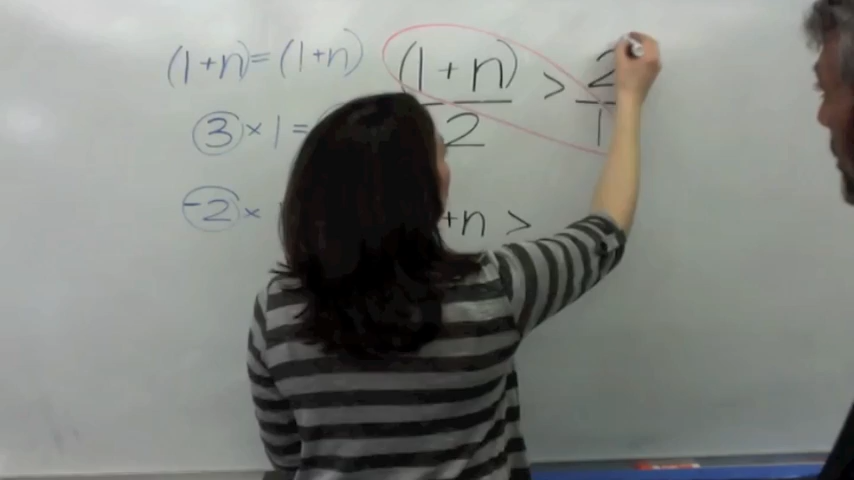 (1+n)=(1+n)
3×1=
-2×
(1+n)/2 > 2/1
+n >